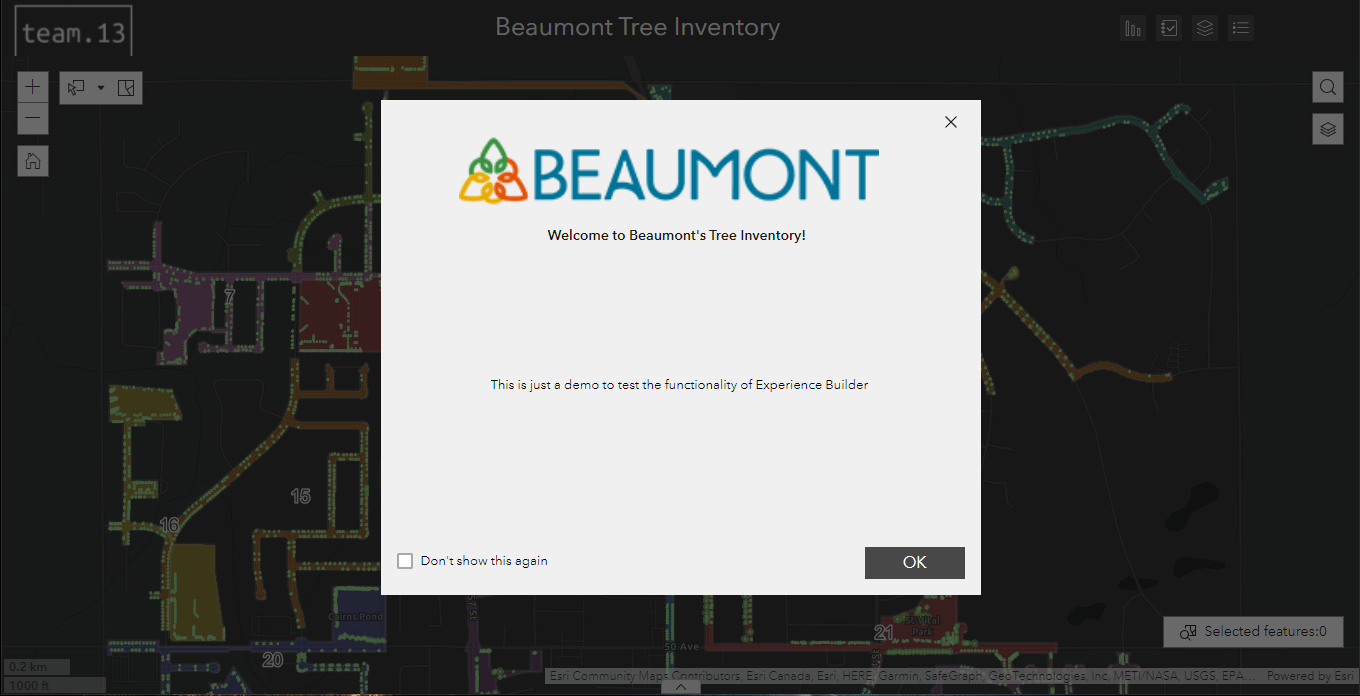 team.13
Beaumont Tree Inventory
BEAUMONT
Welcome to Beaumont's Tree Inventory!
7
This is just a demo to test the functionality of Experience Builder
15
16
Don't show this again
OK
57 St
Cairns Pond
St Vital
Park
21
50 Ave
Selected features:0
20
0.2 km
1000 ft
Esri Community Maps Contributors, Esri Canada, Esri, HERE, Garmin, SafeGraph, GeoTechnologies, Inc, METI/NASA, USGS, EPA... Powered by Esri